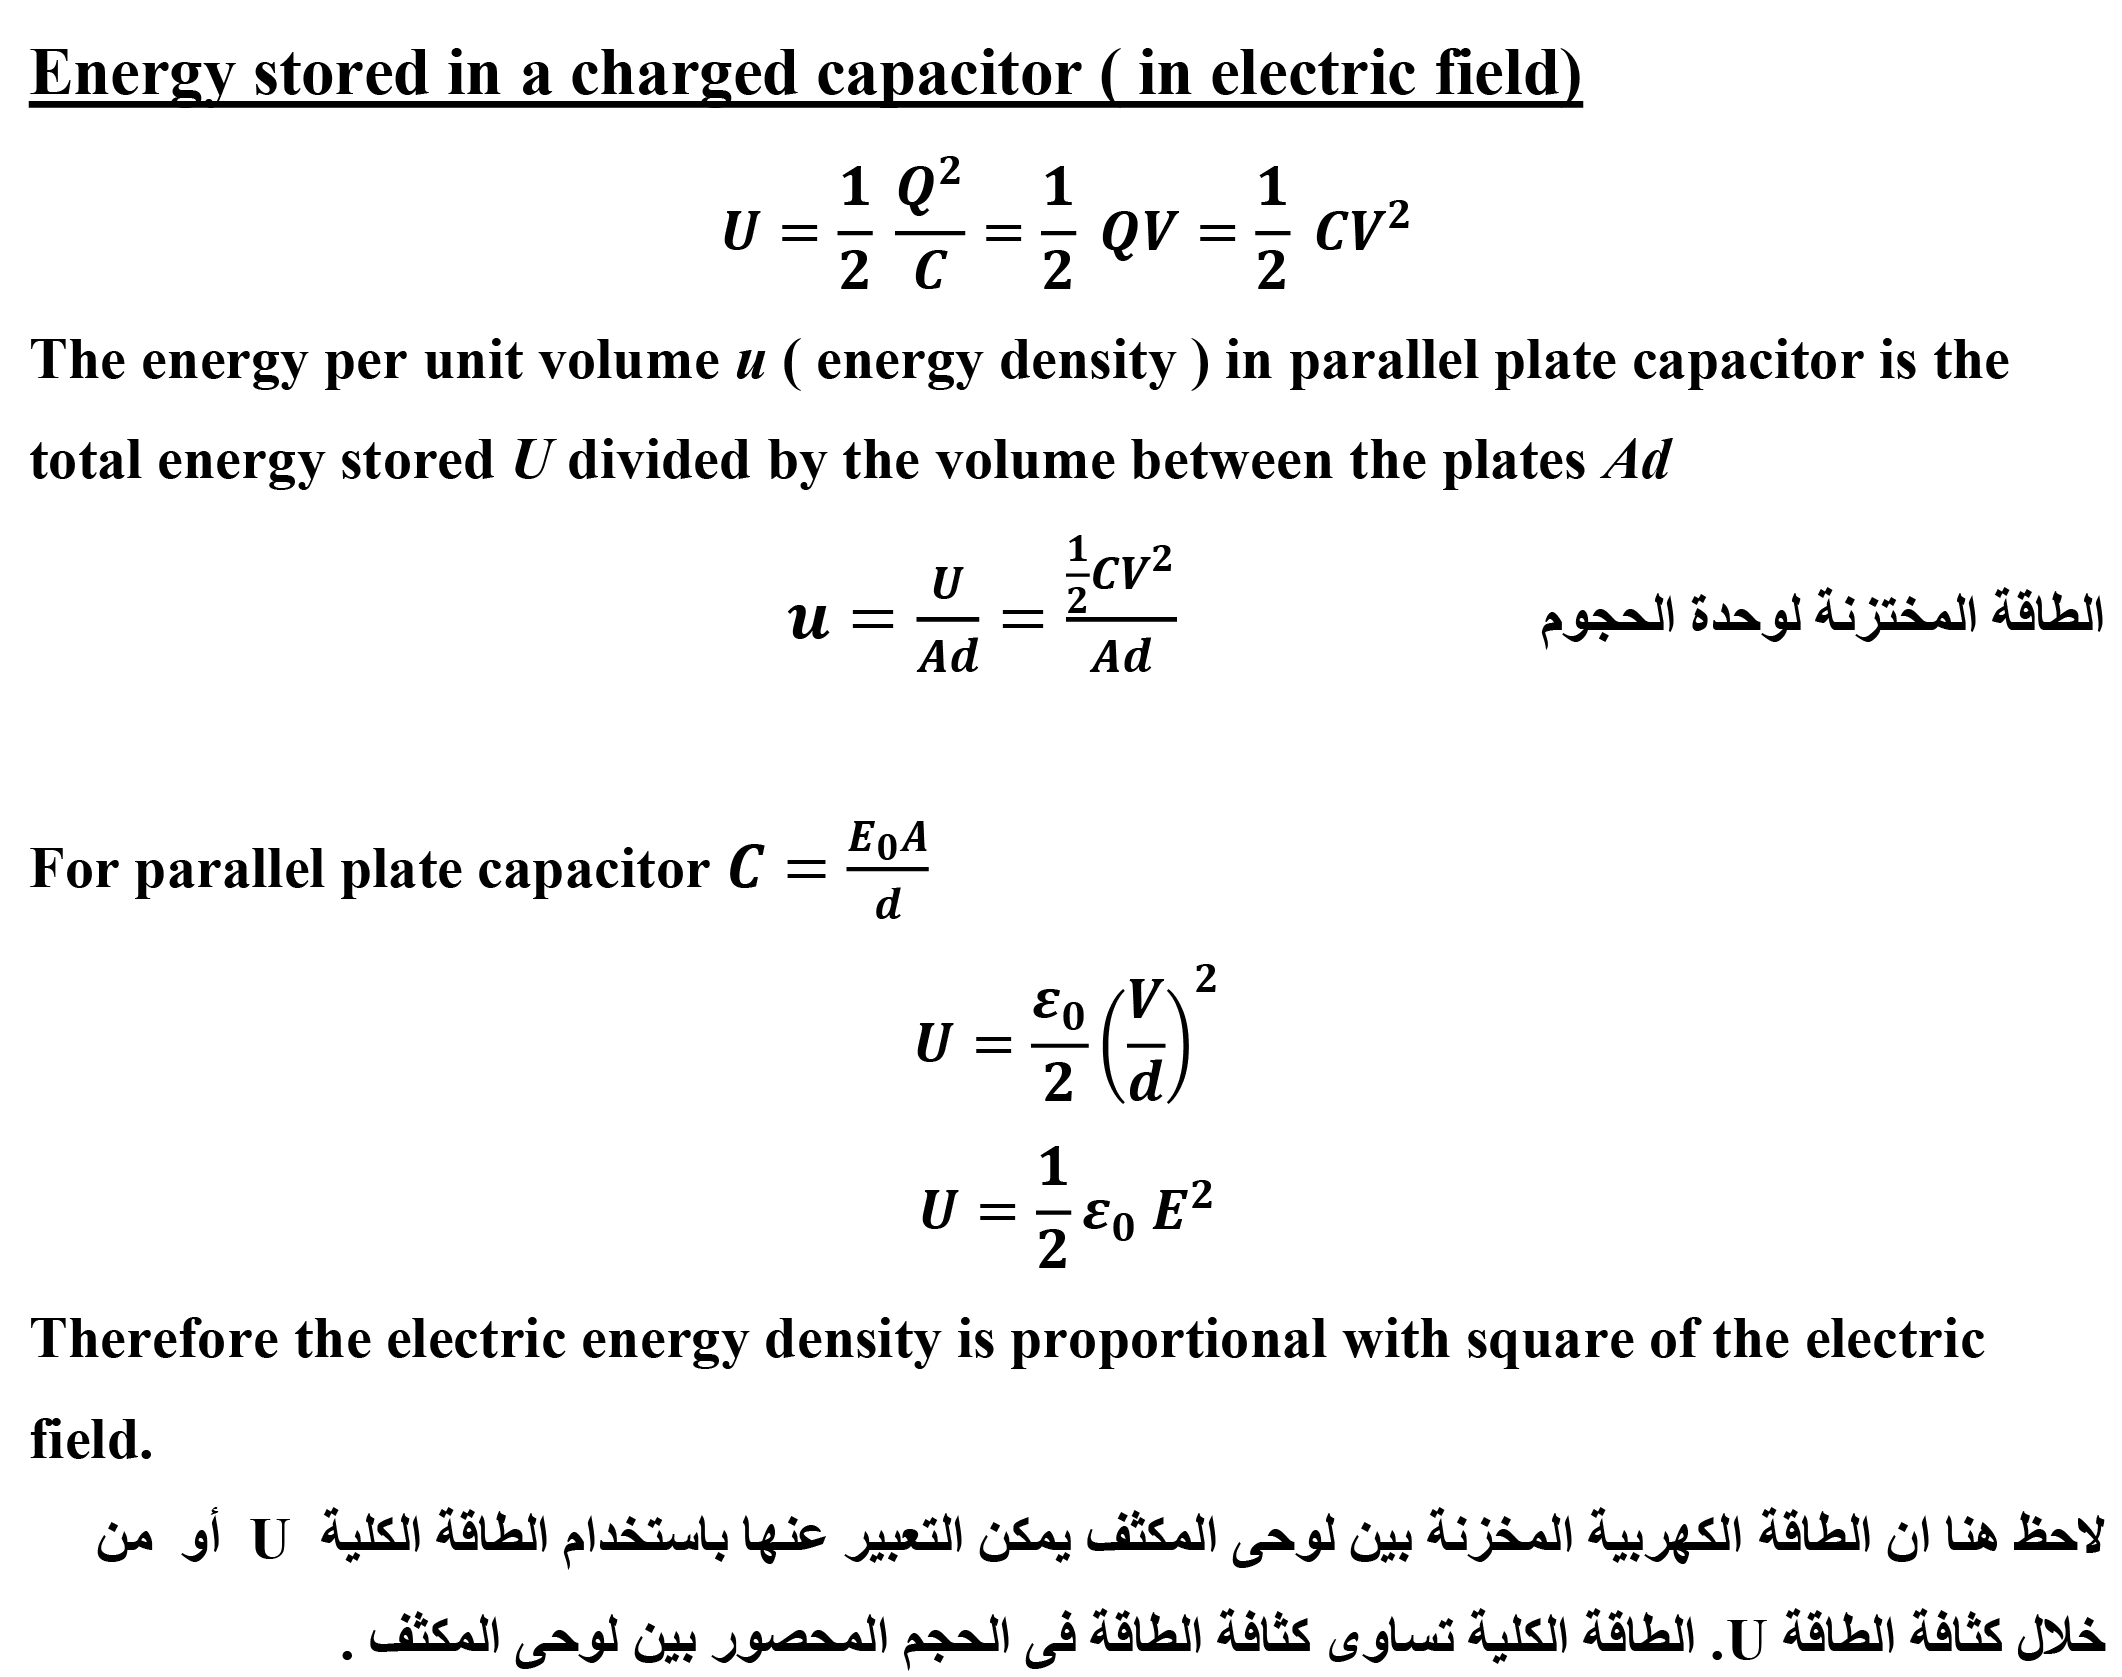 Energy stored in a charged capacitor ( in electric field)
U = 1/2 Q²/C = 1/2 QV = 1/2 CV²
The energy per unit volume u ( energy density ) in parallel plate capacitor is the
total energy stored U divided by the volume between the plates Ad
u = U/Ad = ½CV²/Ad الطاقة المختزنة لوحدة الحجوم
For parallel plate capacitor C = E₀A/d
U = ε₀/2 (V/d)²
U = 1/2 ε₀ E²
Therefore the electric energy density is proportional with square of the electric
field.
لاحظ هنا ان الطاقة الكهربية المخزنة بين لوحى المكثف يمكن التعبير عنها باستخدام الطاقة الكلية U أو من
خلال كثافة الطاقة U. الطاقة الكلية تساوى كثافة الطاقة فى الحجم المحصور بين لوحى المكثف .